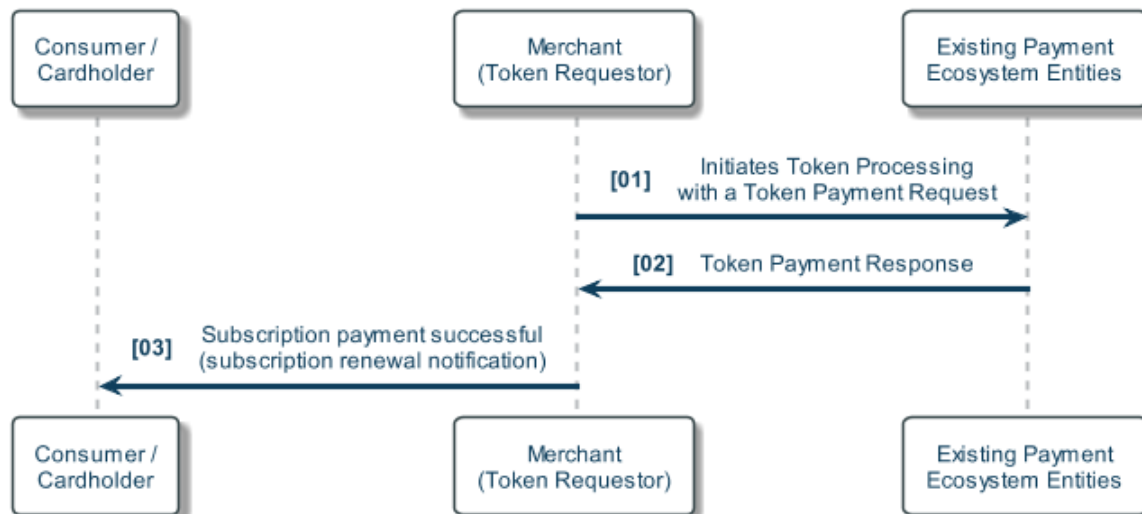 Consumer /
Cardholder
Merchant
(Token Requestor)
Existing Payment
Ecosystem Entities
[01] Initiates Token Processing
with a Token Payment Request
[02] Token Payment Response
[03] Subscription payment successful
(subscription renewal notification)
Consumer /
Cardholder
Merchant
(Token Requestor)
Existing Payment
Ecosystem Entities